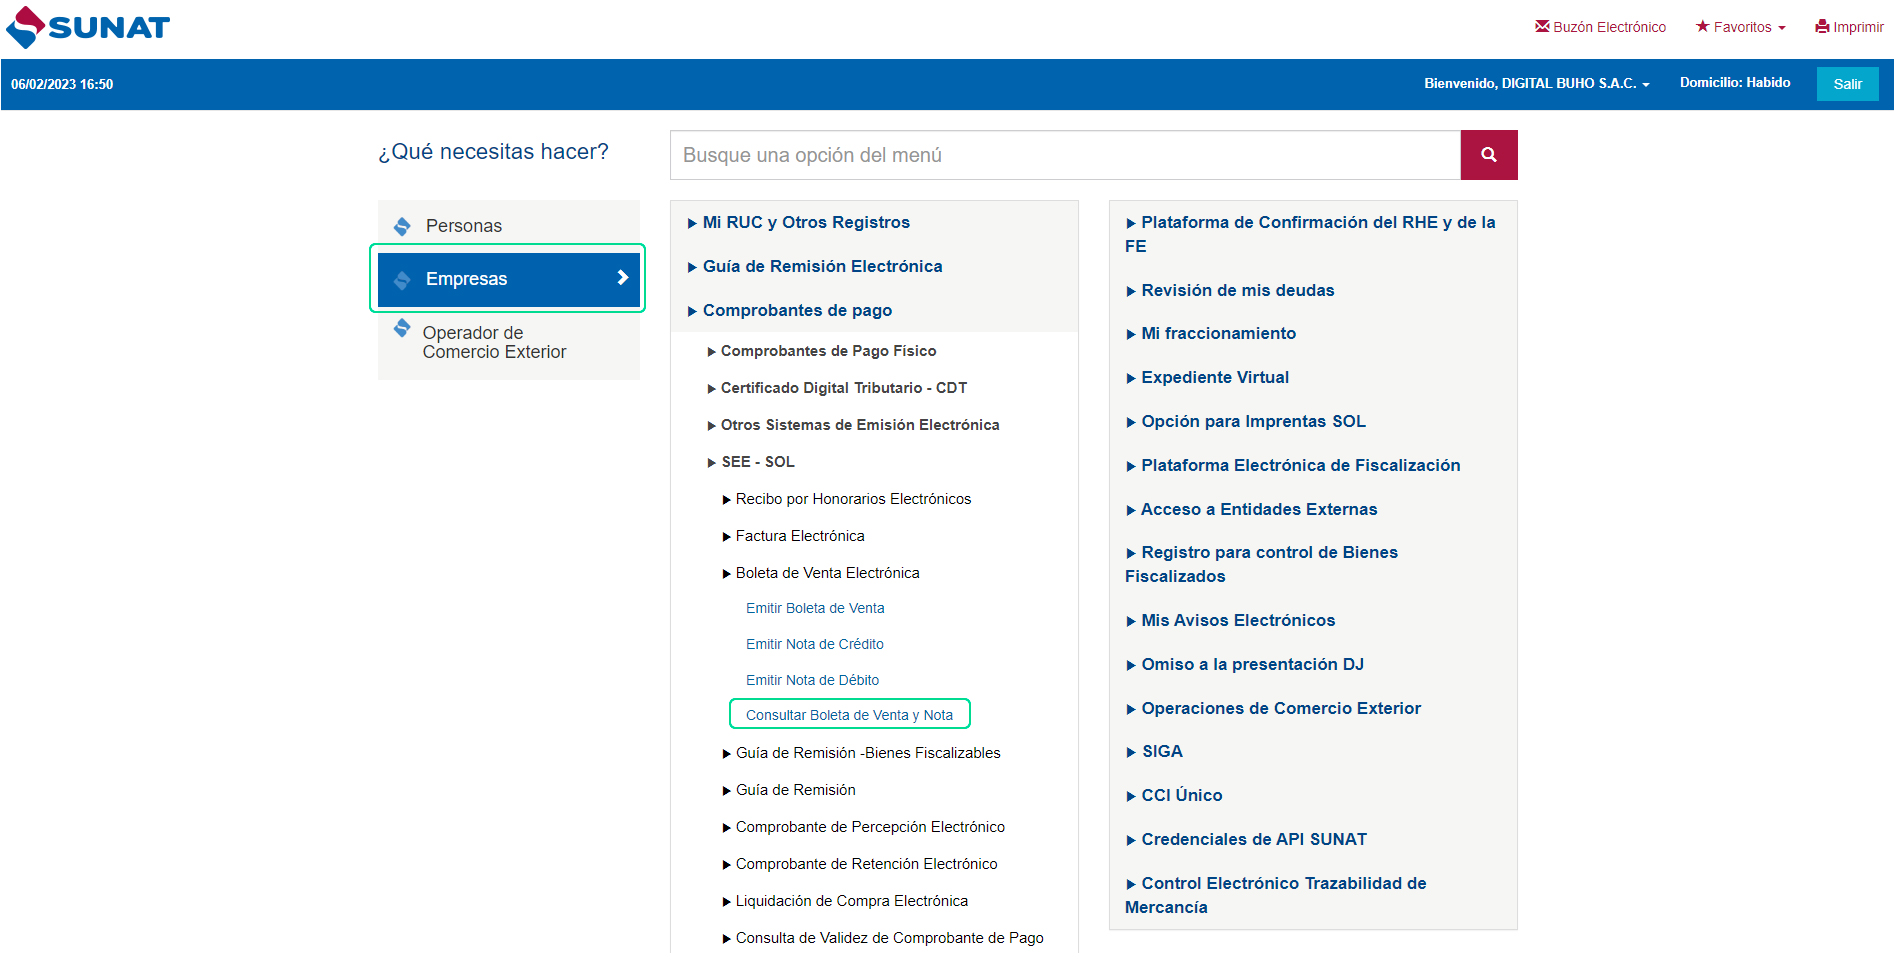 SUNAT
Buzón Electrónico
Favoritos
Imprimir
06/02/2023 16:50
Bienvenido, DIGITAL BUHO S.A.C.
Domicilio: Habido
Salir
¿Qué necesitas hacer?
Busque una opción del menú
Personas
Empresas
Operador de
Comercio Exterior
Mi RUC y Otros Registros
Guía de Remisión Electrónica
Comprobantes de pago
Comprobantes de Pago Físico
Certificado Digital Tributario - CDT
Otros Sistemas de Emisión Electrónica
SEE - SOL
Recibo por Honorarios Electrónicos
Factura Electrónica
Boleta de Venta Electrónica
Emitir Boleta de Venta
Emitir Nota de Crédito
Emitir Nota de Débito
Consultar Boleta de Venta y Nota
Guía de Remisión -Bienes Fiscalizables
Guía de Remisión
Comprobante de Percepción Electrónico
Comprobante de Retención Electrónico
Liquidación de Compra Electrónica
Consulta de Validez de Comprobante de Pago
Plataforma de Confirmación del RHE y de la
FE
Revisión de mis deudas
Mi fraccionamiento
Expediente Virtual
Opción para Imprentas SOL
Plataforma Electrónica de Fiscalización
Acceso a Entidades Externas
Registro para control de Bienes
Fiscalizados
Mis Avisos Electrónicos
Omiso a la presentación DJ
Operaciones de Comercio Exterior
SIGA
CCI Único
Credenciales de API SUNAT
Control Electrónico Trazabilidad de
Mercancía